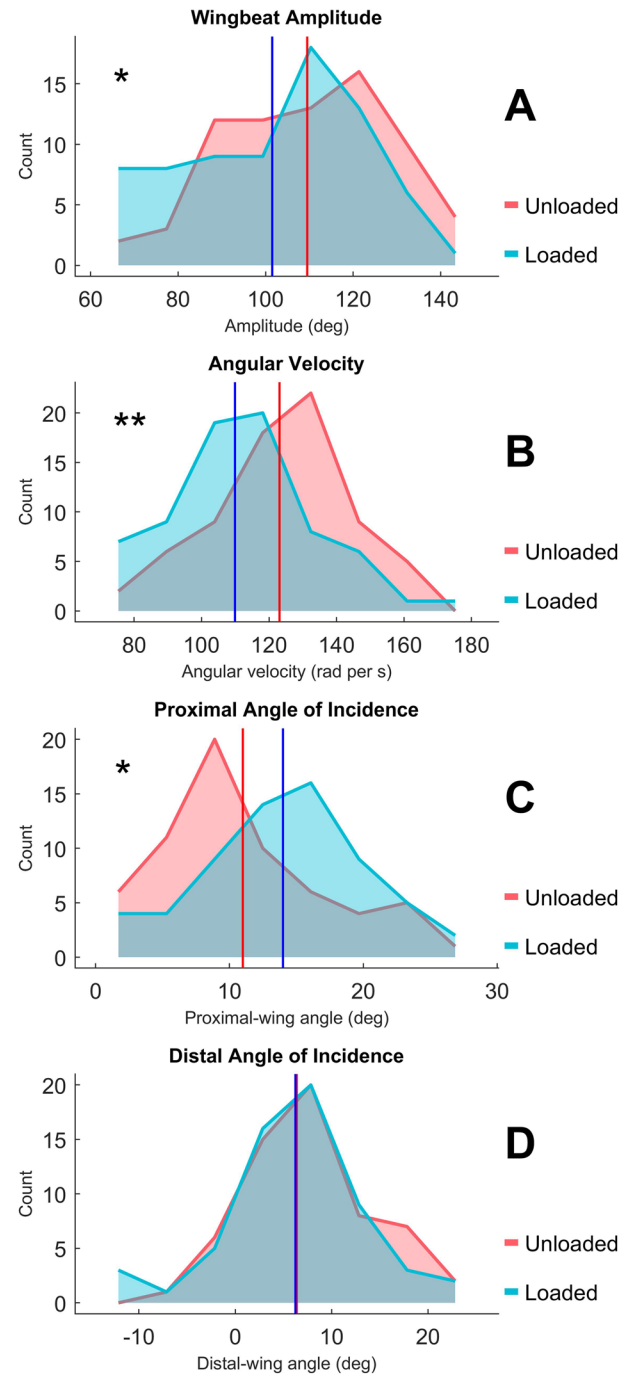 Wingbeat Amplitude
*
A
15
10
5
0
Count
Unloaded
Loaded
60 80 100 120 140
Amplitude (deg)
Angular Velocity
**
B
20
15
10
5
0
Count
Unloaded
Loaded
80 100 120 140 160 180
Angular velocity (rad per s)
Proximal Angle of Incidence
*
C
20
15
10
5
0
Count
Unloaded
Loaded
0 10 20 30
Proximal-wing angle (deg)
Distal Angle of Incidence
D
20
15
10
5
0
Count
Unloaded
Loaded
-10 0 10 20
Distal-wing angle (deg)